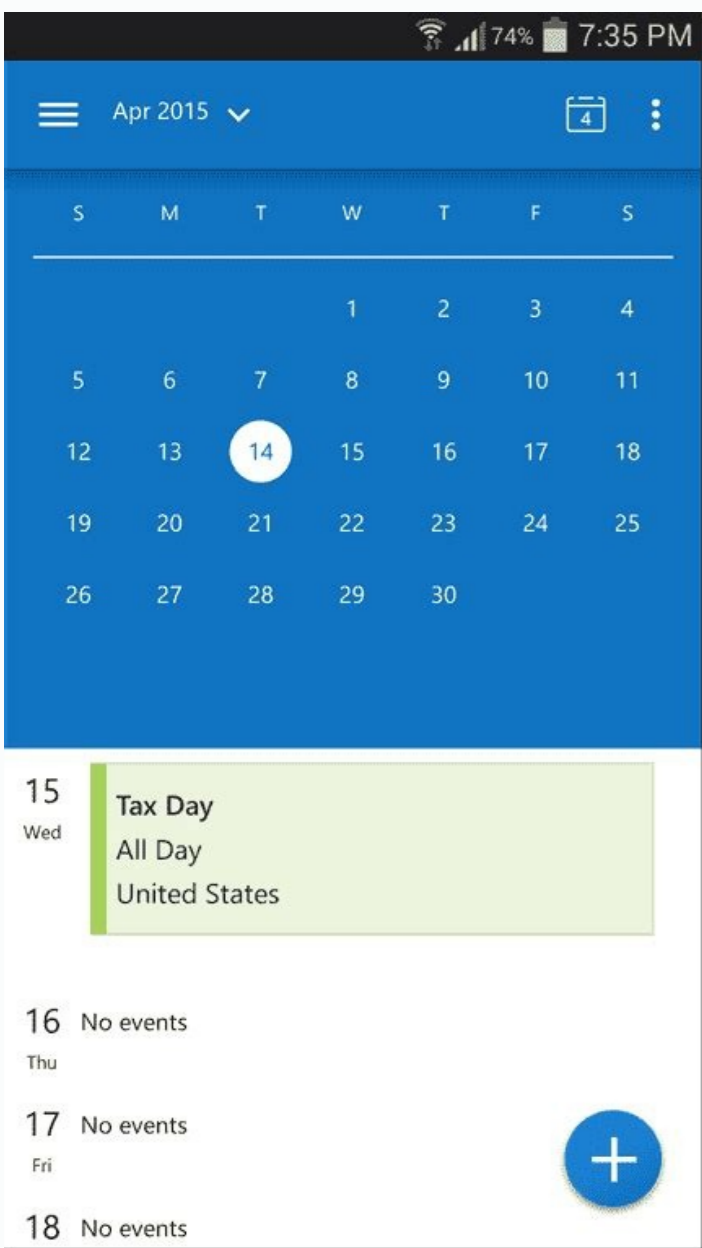 74% 7:35 PM
Apr 2015 4
S M T W T F S
1 2 3 4
5 6 7 8 9 10 11
12 13 14 15 16 17 18
19 20 21 22 23 24 25
26 27 28 29 30
15
Wed
Tax Day
All Day
United States
16 No events
Thu
17 No events
Fri
18 No events